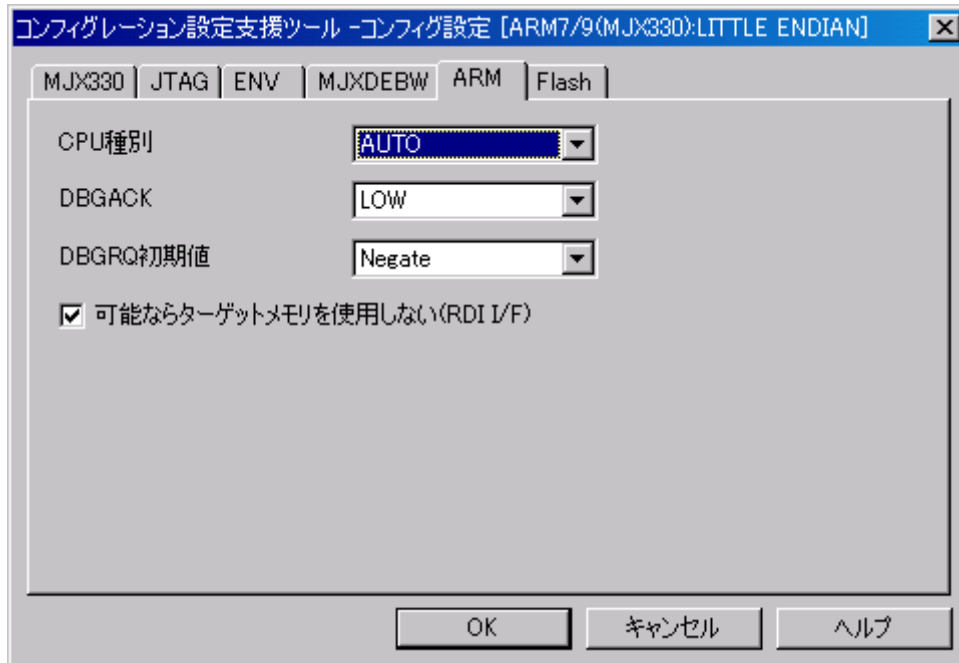 コンフィグレーション設定支援ツール -コンフィグ設定 [ARM7/9(MJX330):LITTLE ENDIAN]
MJX330 JTAG ENV MJXDEBW ARM Flash
CPU種別 AUTO
DBGACK LOW
DBGRQ初期値 Negate
可能ならターゲットメモリを使用しない(RDI I/F)
OK キャンセル ヘルプ